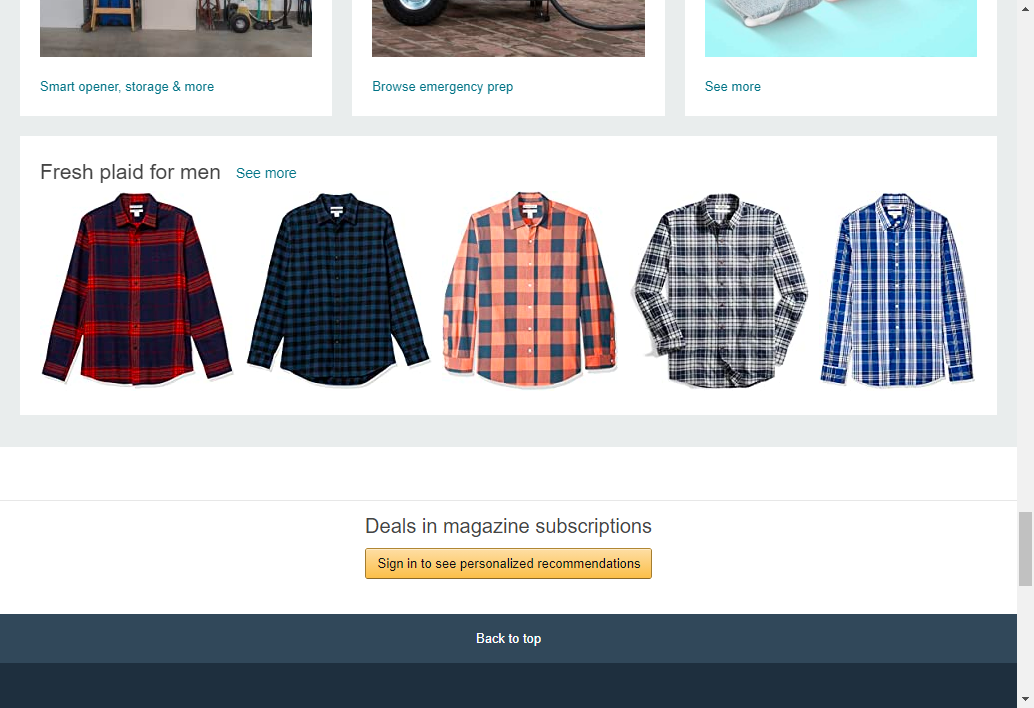 Smart opener, storage & more
Browse emergency prep
See more
Fresh plaid for men See more
Deals in magazine subscriptions
Sign in to see personalized recommendations
Back to top